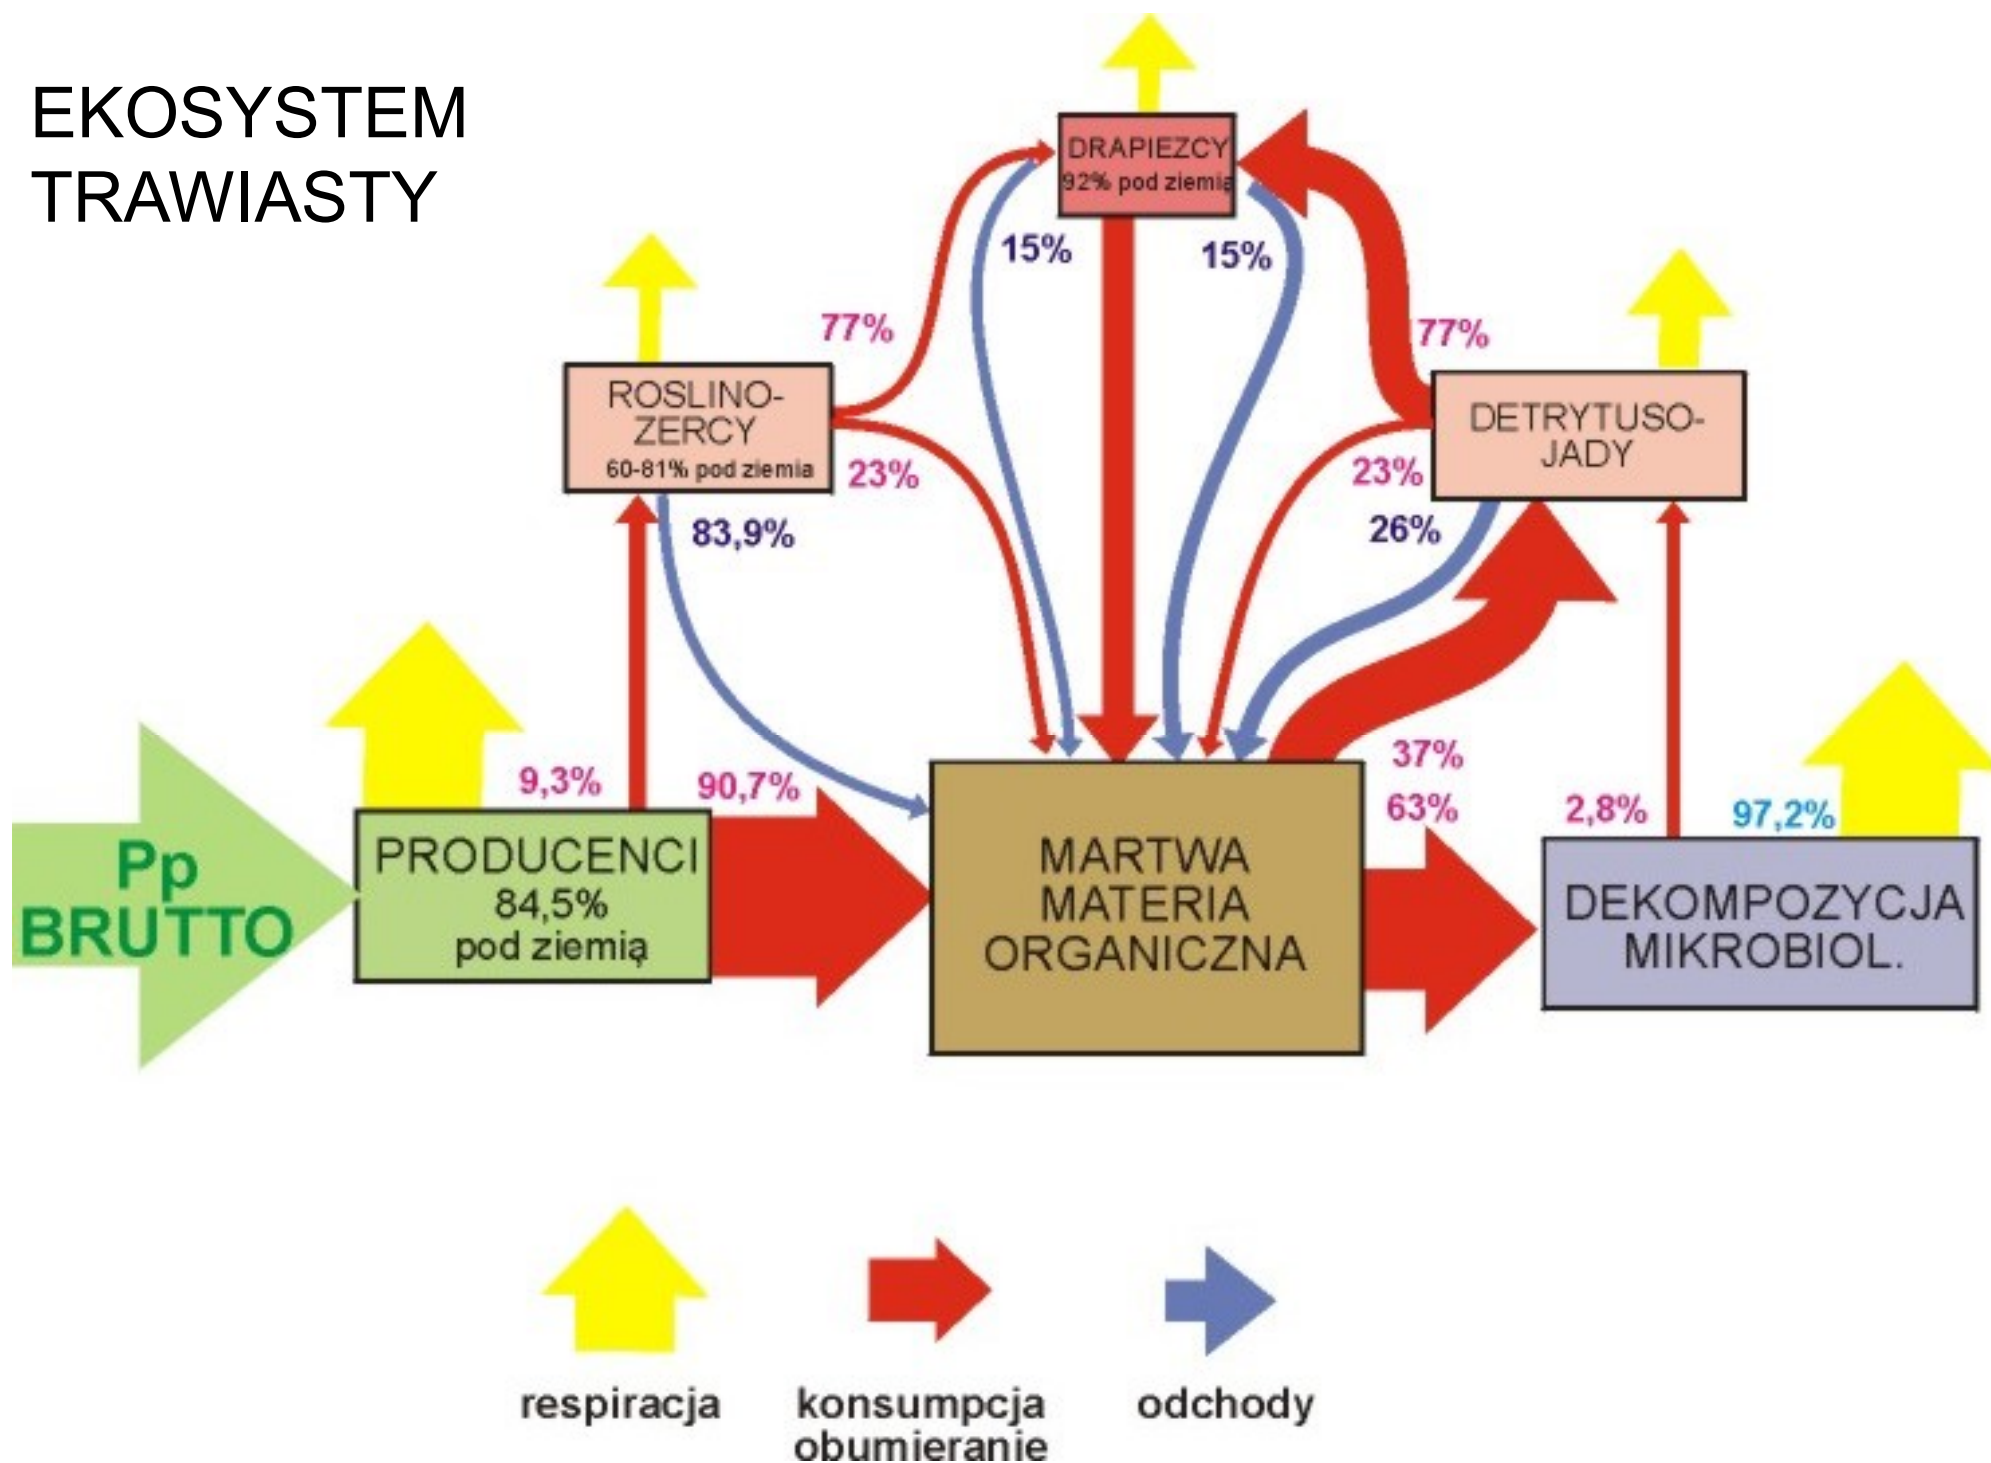 EKOSYSTEM
TRAWIASTY
DRAPIEZCY
92% pod ziemią
15%
15%
77%
77%
ROSLINO-
ZERCY
60-81% pod ziemia
DETRYTUSO-
JADY
23%
23%
83,9%
26%
9,3%
90,7%
37%
63%
2,8%
97,2%
Pp
BRUTTO
PRODUCENCI
84,5%
pod ziemią
MARTWA
MATERIA
ORGANICZNA
DEKOMPOZYCJA
MIKROBIOL.
respiracja
konsumpcja
obumieranie
odchody